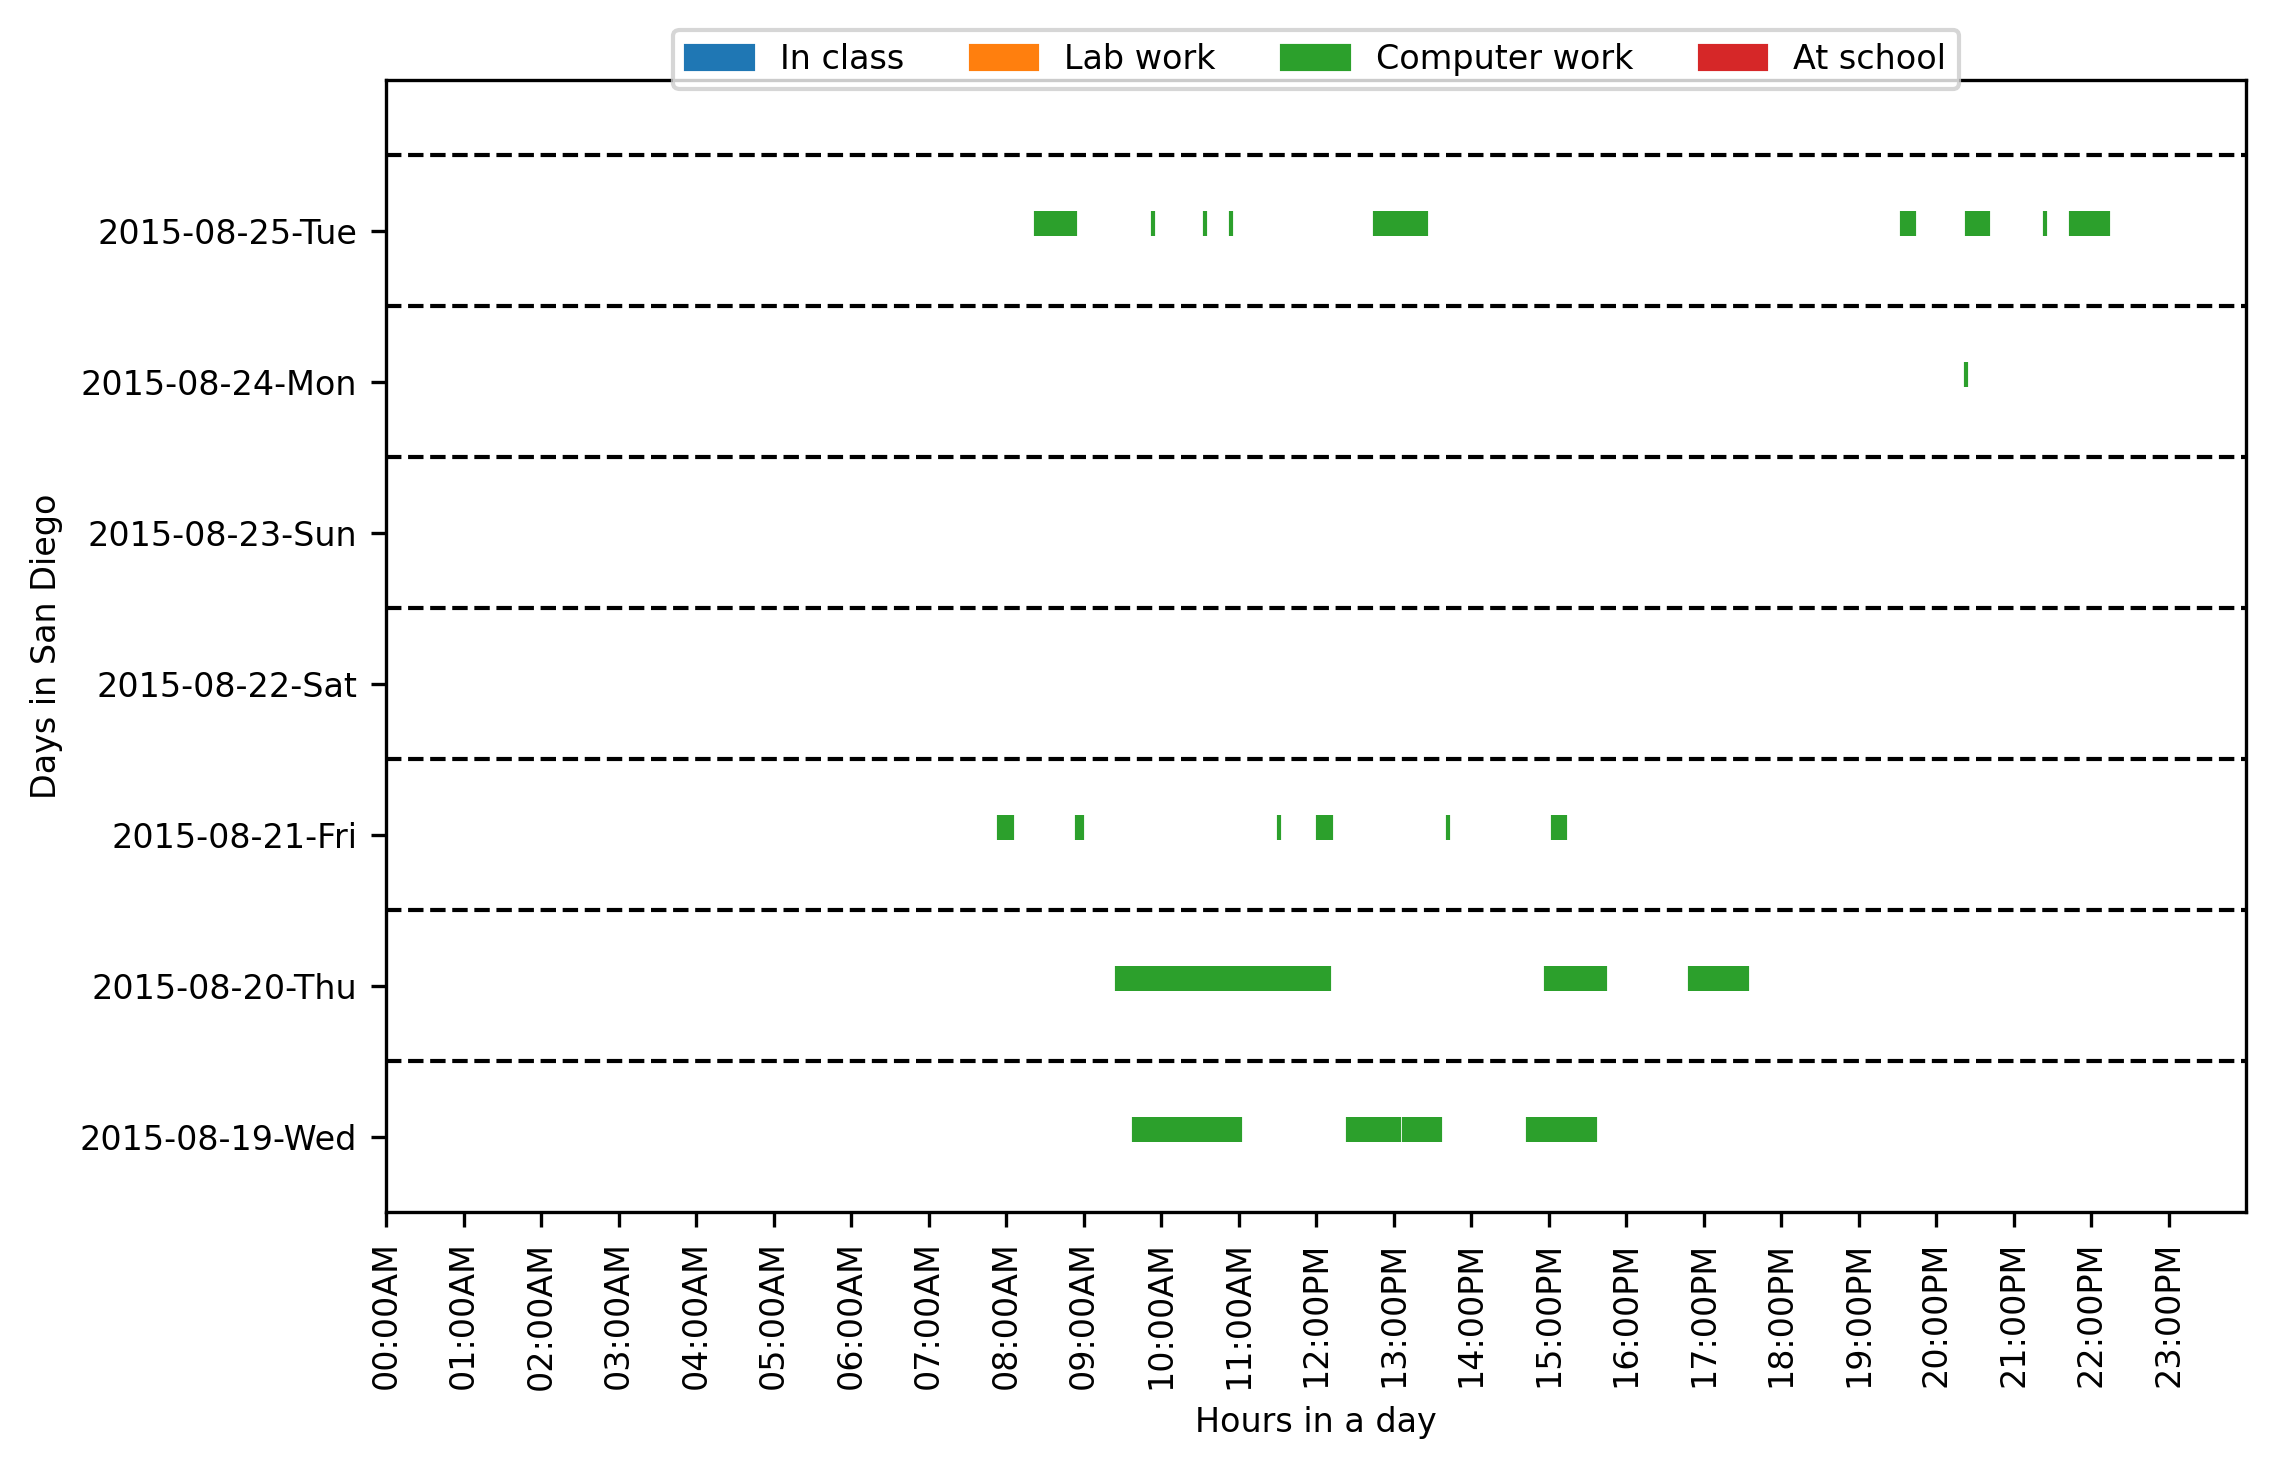 In class Lab work Computer work At school
2015-08-25-Tue
2015-08-24-Mon
2015-08-23-Sun
2015-08-22-Sat
2015-08-21-Fri
2015-08-20-Thu
2015-08-19-Wed
Days in San Diego
00:00AM
01:00AM
02:00AM
03:00AM
04:00AM
05:00AM
06:00AM
07:00AM
08:00AM
09:00AM
10:00AM
11:00AM
12:00PM
13:00PM
14:00PM
15:00PM
16:00PM
17:00PM
18:00PM
19:00PM
20:00PM
21:00PM
22:00PM
23:00PM
Hours in a day